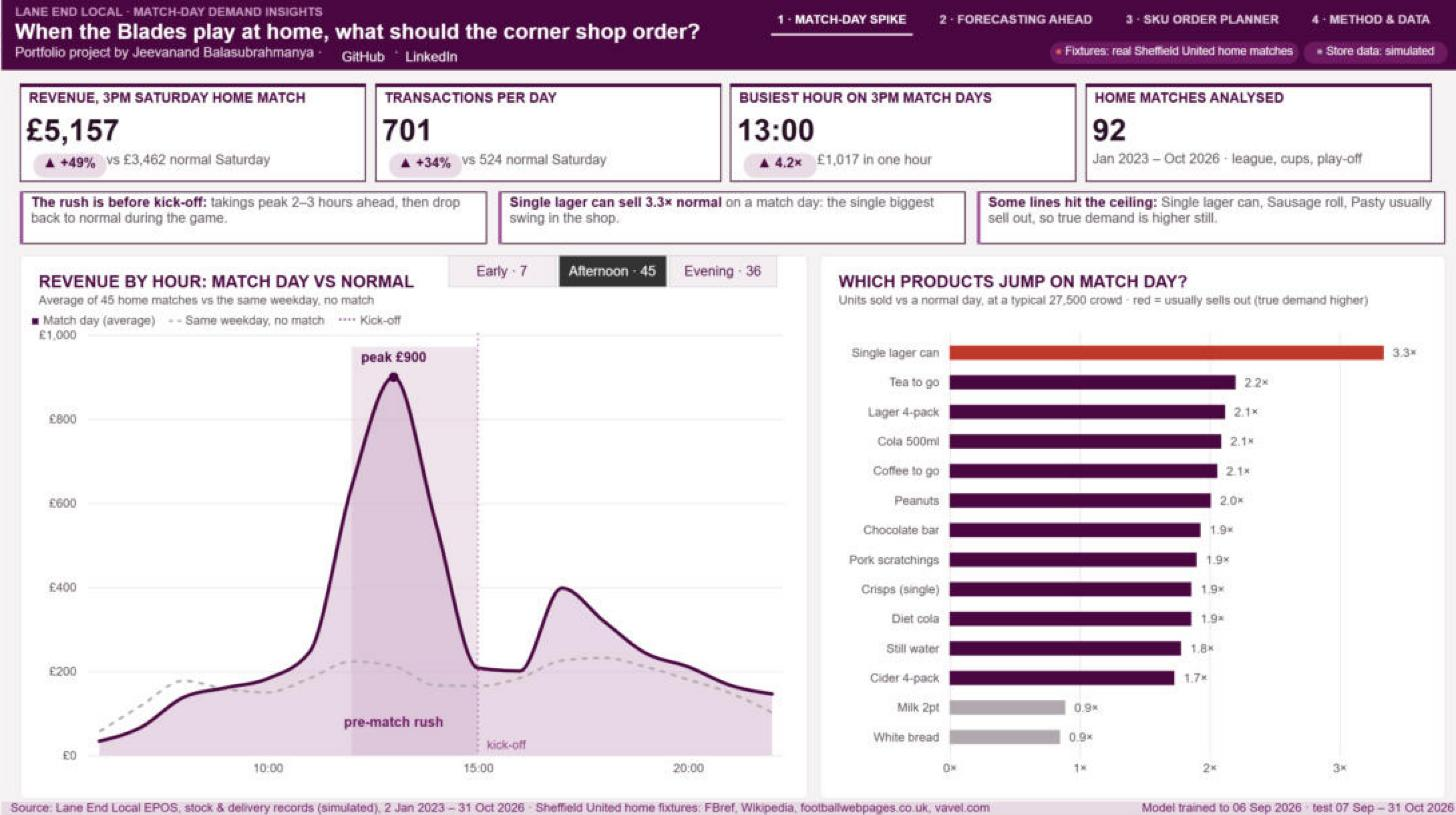 LANE END LOCAL · MATCH-DAY DEMAND INSIGHTS
When the Blades play at home, what should the corner shop order?
Portfolio project by Jeevanand Balasubrahmanya · GitHub · LinkedIn
1 · MATCH-DAY SPIKE
2 · FORECASTING AHEAD
3 · SKU ORDER PLANNER
4 · METHOD & DATA
Fixtures: real Sheffield United home matches
Store data: simulated
REVENUE, 3PM SATURDAY HOME MATCH
£5,157
▲ +49% vs £3,462 normal Saturday
TRANSACTIONS PER DAY
701
▲ +34% vs 524 normal Saturday
BUSIEST HOUR ON 3PM MATCH DAYS
13:00
▲ 4.2× £1,017 in one hour
HOME MATCHES ANALYSED
92
Jan 2023 – Oct 2026 · league, cups, play-off
The rush is before kick-off: takings peak 2–3 hours ahead, then drop
back to normal during the game.
Single lager can sell 3.3× normal on a match day: the single biggest
swing in the shop.
Some lines hit the ceiling: Single lager can, Sausage roll, Pasty usually
sell out, so true demand is higher still.
REVENUE BY HOUR: MATCH DAY VS NORMAL
Early · 7
Afternoon · 45
Evening · 36
Average of 45 home matches vs the same weekday, no match
Match day (average)
Same weekday, no match
Kick-off
£1,000
£800
£600
£400
£200
£0
peak £900
pre-match rush
kick-off
10:00
15:00
20:00
WHICH PRODUCTS JUMP ON MATCH DAY?
Units sold vs a normal day, at a typical 27,500 crowd · red = usually sells out (true demand higher)
Single lager can 3.3×
Tea to go 2.2×
Lager 4-pack 2.1×
Cola 500ml 2.1×
Coffee to go 2.1×
Peanuts 2.0×
Chocolate bar 1.9×
Pork scratchings 1.9×
Crisps (single) 1.9×
Diet cola 1.9×
Still water 1.8×
Cider 4-pack 1.7×
Milk 2pt 0.9×
White bread 0.9×
0×
1×
2×
3×
Source: Lane End Local EPOS, stock & delivery records (simulated), 2 Jan 2023 – 31 Oct 2026 · Sheffield United home fixtures: FBref, Wikipedia, footballwebpages.co.uk, vavel.com
Model trained to 06 Sep 2026 · test 07 Sep – 31 Oct 2026